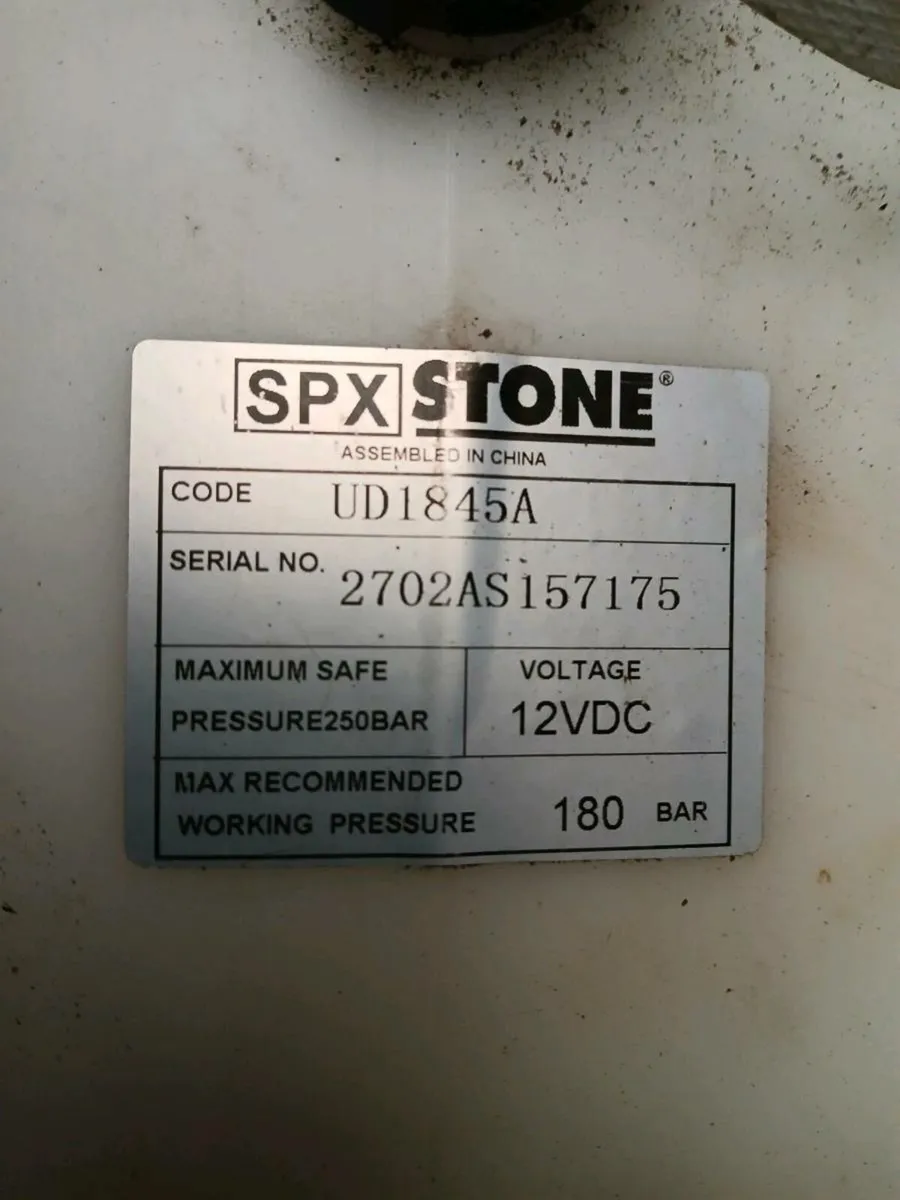 SPX STONE®
ASSEMBLED IN CHINA
CODE UD1845A
SERIAL NO. 2702AS157175
MAXIMUM SAFE
PRESSURE250BAR
VOLTAGE
12VDC
MAX RECOMMENDED
WORKING PRESSURE 180 BAR